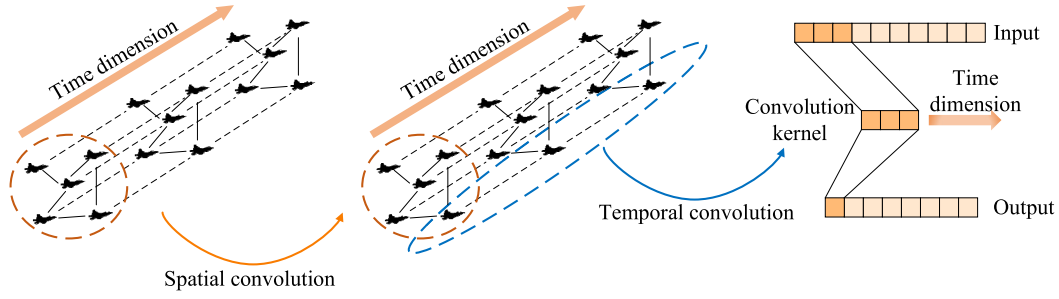 Time dimension
Spatial convolution
Time dimension
Temporal convolution
Input
Convolution
kernel
Time
dimension
Output